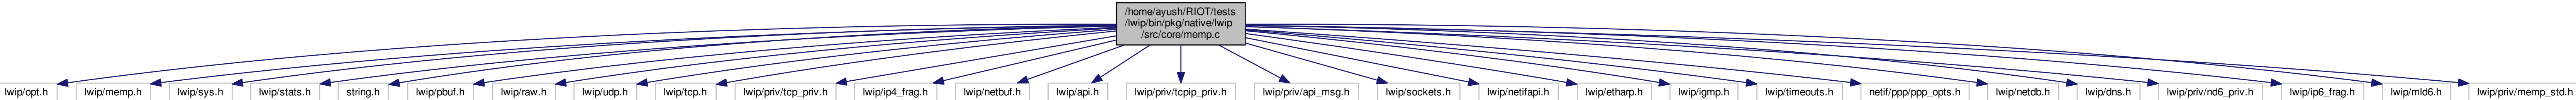 /home/ayush/RIOT/tests
/lwip/bin/pkg/native/lwip
/src/core/memp.c
lwip/opt.h
lwip/memp.h
lwip/sys.h
lwip/stats.h
string.h
lwip/pbuf.h
lwip/raw.h
lwip/udp.h
lwip/tcp.h
lwip/priv/tcp_priv.h
lwip/ip4_frag.h
lwip/netbuf.h
lwip/api.h
lwip/priv/tcpip_priv.h
lwip/priv/api_msg.h
lwip/sockets.h
lwip/netifapi.h
lwip/etharp.h
lwip/igmp.h
lwip/timeouts.h
netif/ppp/ppp_opts.h
lwip/netdb.h
lwip/dns.h
lwip/priv/nd6_priv.h
lwip/ip6_frag.h
lwip/mld6.h
lwip/priv/memp_std.h